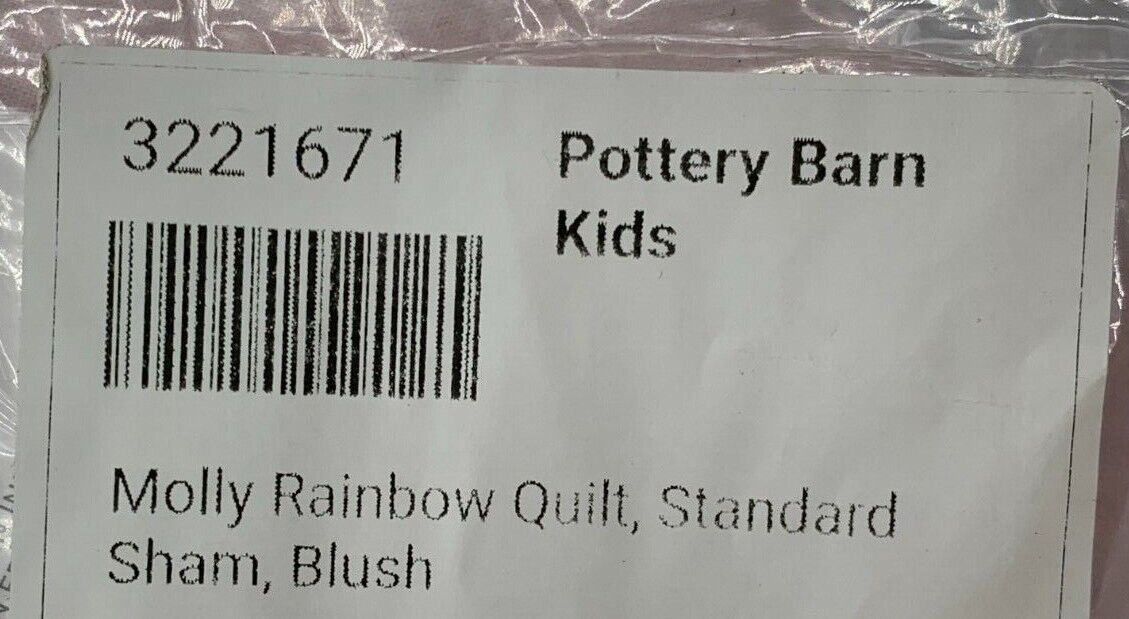 3221671
Pottery Barn
Kids
Molly Rainbow Quilt, Standard
Sham, Blush